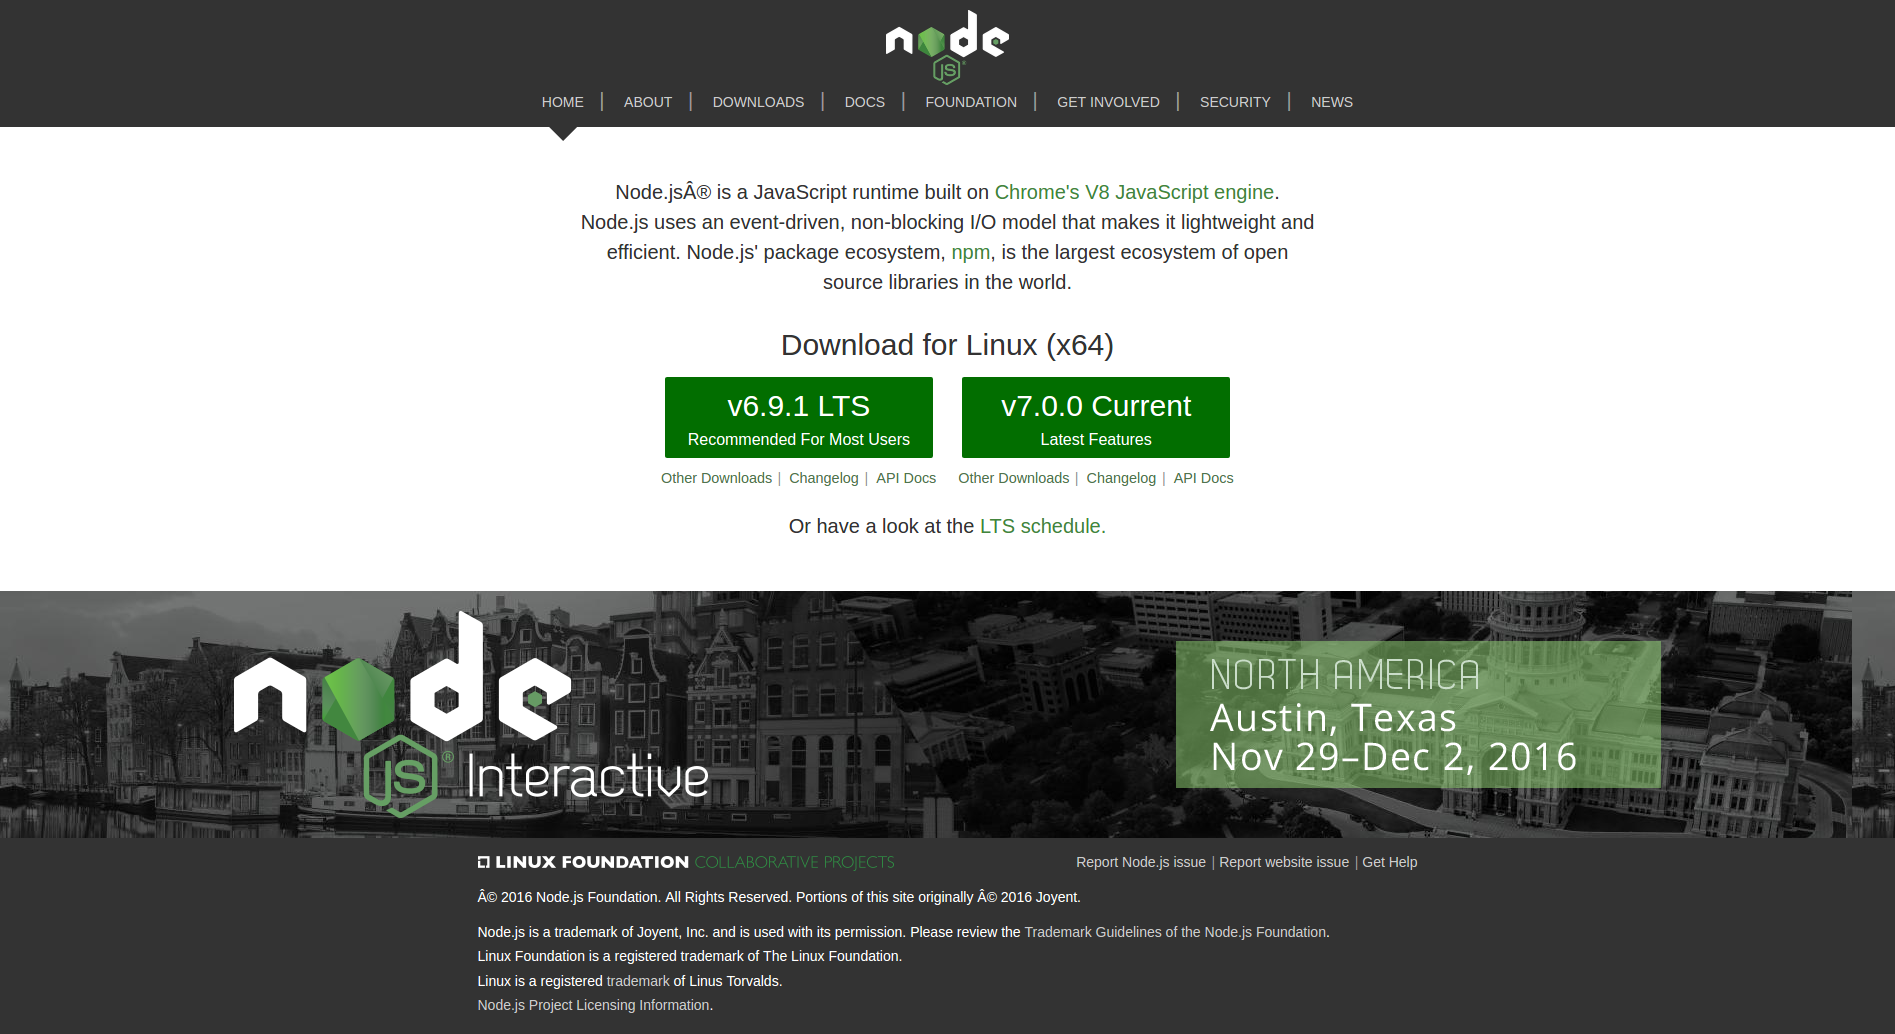 node
JS ®
HOME | ABOUT | DOWNLOADS | DOCS | FOUNDATION | GET INVOLVED | SECURITY | NEWS
Node.jsÂ® is a JavaScript runtime built on Chrome's V8 JavaScript engine.
Node.js uses an event-driven, non-blocking I/O model that makes it lightweight and
efficient. Node.js' package ecosystem, npm, is the largest ecosystem of open
source libraries in the world.
Download for Linux (x64)
v6.9.1 LTS
Recommended For Most Users
v7.0.0 Current
Latest Features
Other Downloads | Changelog | API Docs
Other Downloads | Changelog | API Docs
Or have a look at the LTS schedule.
node
JS ® Interactive
NORTH AMERICA
Austin, Texas
Nov 29–Dec 2, 2016
LINUX FOUNDATION COLLABORATIVE PROJECTS
Report Node.js issue | Report website issue | Get Help
Â© 2016 Node.js Foundation. All Rights Reserved. Portions of this site originally Â© 2016 Joyent.
Node.js is a trademark of Joyent, Inc. and is used with its permission. Please review the Trademark Guidelines of the Node.js Foundation.
Linux Foundation is a registered trademark of The Linux Foundation.
Linux is a registered trademark of Linus Torvalds.
Node.js Project Licensing Information.